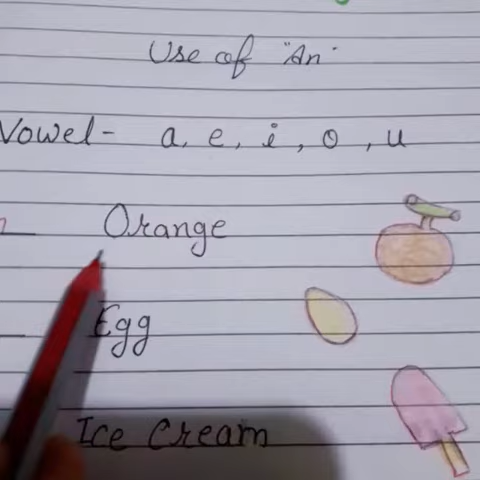 Use of "An"
Vowel- a, e, i, o, u
Orange
Egg
Ice Cream